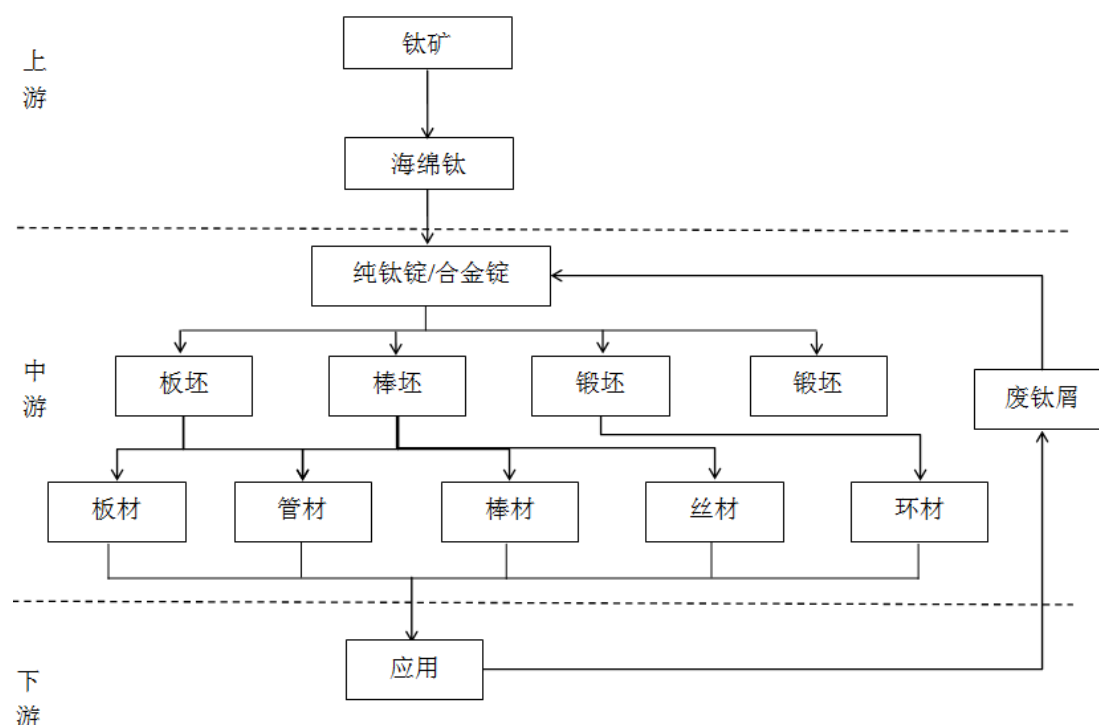 上
游
钛矿
海绵钛
中
游
纯钛锭/合金锭
板坯
棒坯
锻坯
锻坯
废钛屑
板材
管材
棒材
丝材
环材
下
游
应用